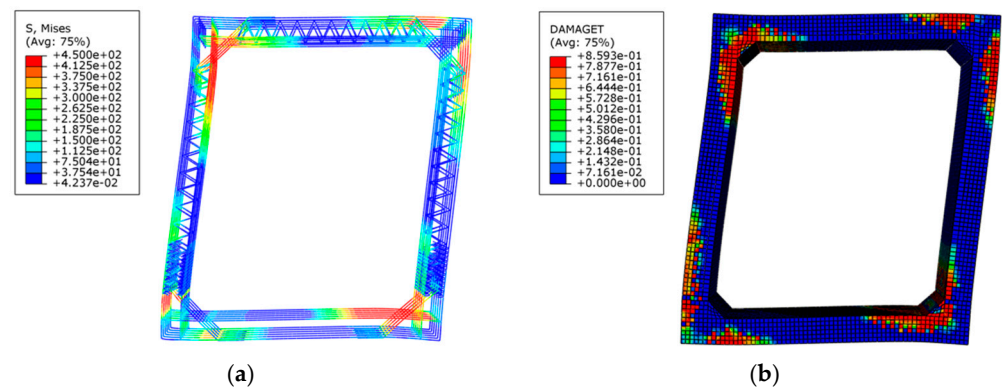 S, Mises
(Avg: 75%)
+4.500e+02
+4.125e+02
+3.750e+02
+3.375e+02
+3.000e+02
+2.625e+02
+2.250e+02
+1.875e+02
+1.500e+02
+1.125e+02
+7.504e+01
+3.754e+01
+4.237e-02
DAMAGET
(Avg: 75%)
+8.593e-01
+7.877e-01
+7.161e-01
+6.444e-01
+5.728e-01
+5.012e-01
+4.296e-01
+3.580e-01
+2.864e-01
+2.148e-01
+1.432e-01
+7.161e-02
+0.000e+00
(a)
(b)